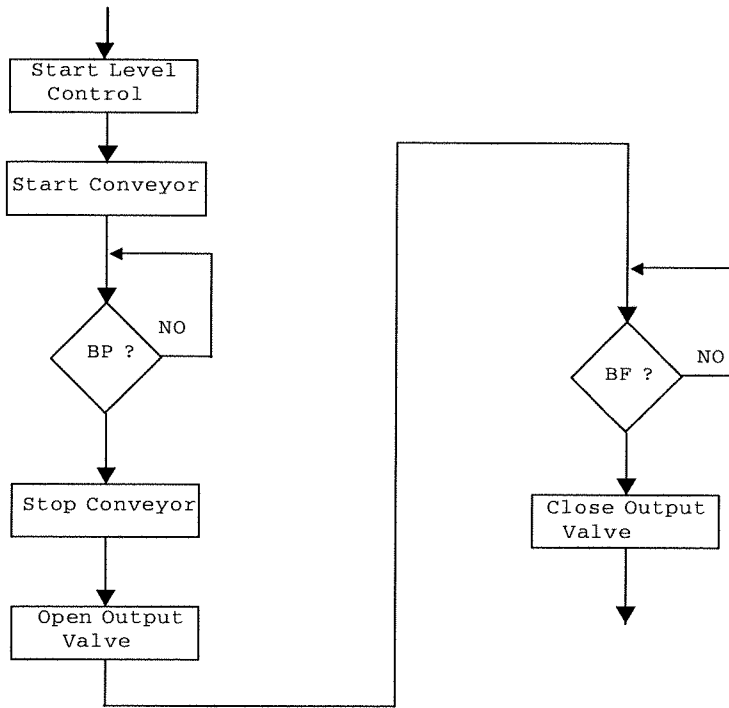 Start Level
Control
Start Conveyor
BP ?
NO
Stop Conveyor
Open Output
Valve
BF ?
NO
Close Output
Valve